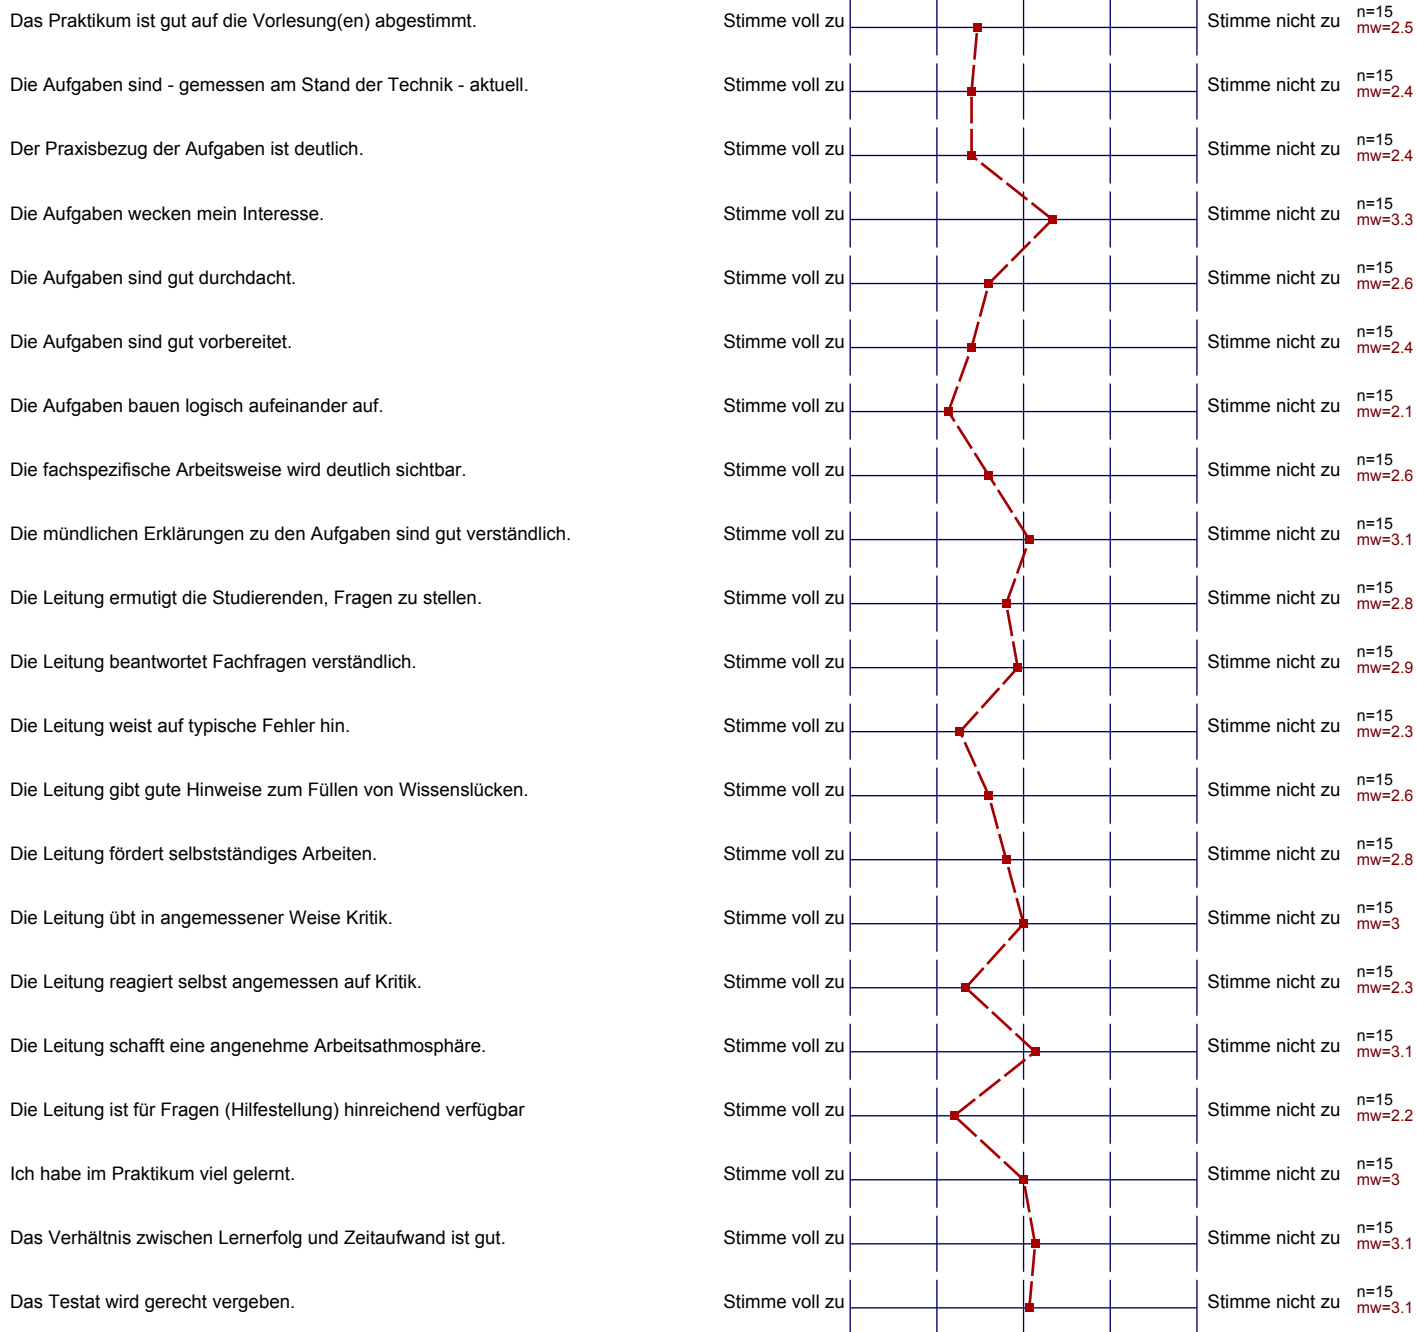 Das Praktikum ist gut auf die Vorlesung(en) abgestimmt. Stimme voll zu Stimme nicht zu n=15 mw=2.5
Die Aufgaben sind - gemessen am Stand der Technik - aktuell. Stimme voll zu Stimme nicht zu n=15 mw=2.4
Der Praxisbezug der Aufgaben ist deutlich. Stimme voll zu Stimme nicht zu n=15 mw=2.4
Die Aufgaben wecken mein Interesse. Stimme voll zu Stimme nicht zu n=15 mw=3.3
Die Aufgaben sind gut durchdacht. Stimme voll zu Stimme nicht zu n=15 mw=2.6
Die Aufgaben sind gut vorbereitet. Stimme voll zu Stimme nicht zu n=15 mw=2.4
Die Aufgaben bauen logisch aufeinander auf. Stimme voll zu Stimme nicht zu n=15 mw=2.1
Die fachspezifische Arbeitsweise wird deutlich sichtbar. Stimme voll zu Stimme nicht zu n=15 mw=2.6
Die mündlichen Erklärungen zu den Aufgaben sind gut verständlich. Stimme voll zu Stimme nicht zu n=15 mw=3.1
Die Leitung ermutigt die Studierenden, Fragen zu stellen. Stimme voll zu Stimme nicht zu n=15 mw=2.8
Die Leitung beantwortet Fachfragen verständlich. Stimme voll zu Stimme nicht zu n=15 mw=2.9
Die Leitung weist auf typische Fehler hin. Stimme voll zu Stimme nicht zu n=15 mw=2.3
Die Leitung gibt gute Hinweise zum Füllen von Wissenslücken. Stimme voll zu Stimme nicht zu n=15 mw=2.6
Die Leitung fördert selbstständiges Arbeiten. Stimme voll zu Stimme nicht zu n=15 mw=2.8
Die Leitung übt in angemessener Weise Kritik. Stimme voll zu Stimme nicht zu n=15 mw=3
Die Leitung reagiert selbst angemessen auf Kritik. Stimme voll zu Stimme nicht zu n=15 mw=2.3
Die Leitung schafft eine angenehme Arbeitsathmosphäre. Stimme voll zu Stimme nicht zu n=15 mw=3.1
Die Leitung ist für Fragen (Hilfestellung) hinreichend verfügbar Stimme voll zu Stimme nicht zu n=15 mw=2.2
Ich habe im Praktikum viel gelernt. Stimme voll zu Stimme nicht zu n=15 mw=3
Das Verhältnis zwischen Lernerfolg und Zeitaufwand ist gut. Stimme voll zu Stimme nicht zu n=15 mw=3.1
Das Testat wird gerecht vergeben. Stimme voll zu Stimme nicht zu n=15 mw=3.1